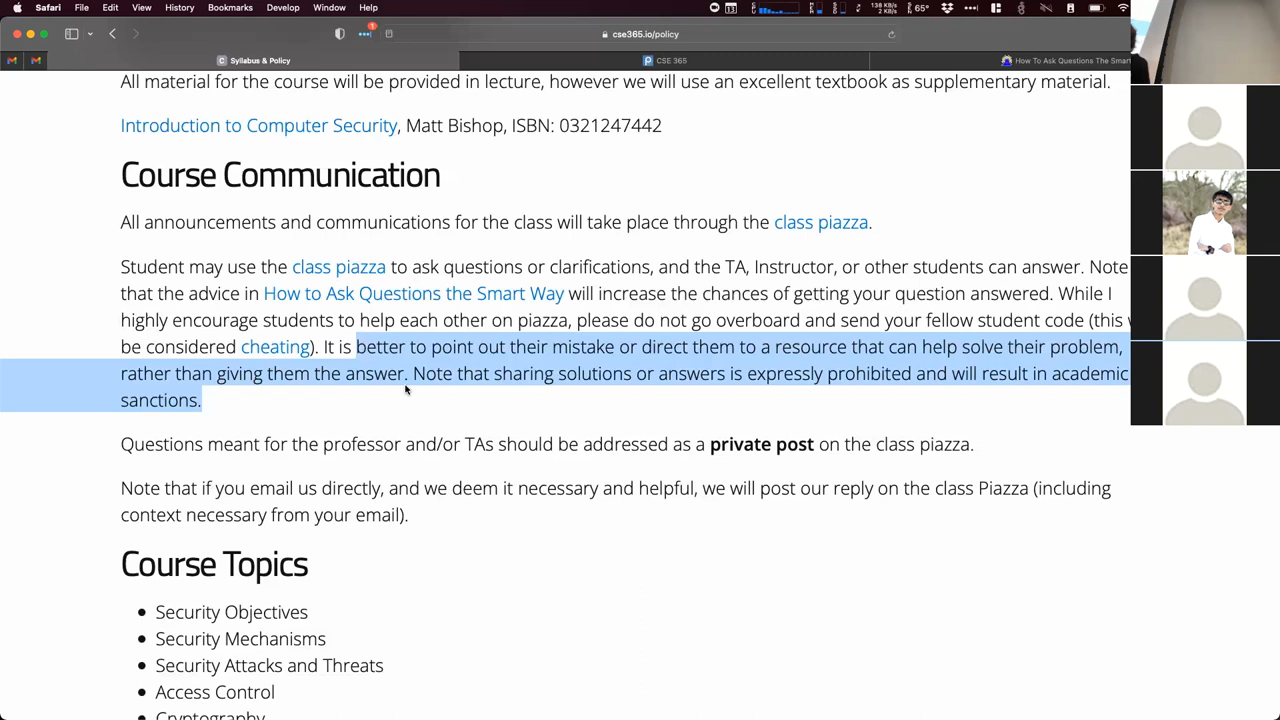 Safari File Edit View History Bookmarks Develop Window Help 138 KB/s 2 KB/s 65°
cse365.io/policy
Syllabus & Policy CSE 365 How To Ask Questions The Smart
All material for the course will be provided in lecture, however we will use an excellent textbook as supplementary material.
Introduction to Computer Security, Matt Bishop, ISBN: 0321247442
Course Communication
All announcements and communications for the class will take place through the class piazza.
Student may use the class piazza to ask questions or clarifications, and the TA, Instructor, or other students can answer. Note
that the advice in How to Ask Questions the Smart Way will increase the chances of getting your question answered. While I
highly encourage students to help each other on piazza, please do not go overboard and send your fellow student code (this
be considered cheating). It is better to point out their mistake or direct them to a resource that can help solve their problem,
rather than giving them the answer. Note that sharing solutions or answers is expressly prohibited and will result in academic
sanctions.
Questions meant for the professor and/or TAs should be addressed as a private post on the class piazza.
Note that if you email us directly, and we deem it necessary and helpful, we will post our reply on the class Piazza (including
context necessary from your email).
Course Topics
• Security Objectives
• Security Mechanisms
• Security Attacks and Threats
• Access Control
• Cryptography